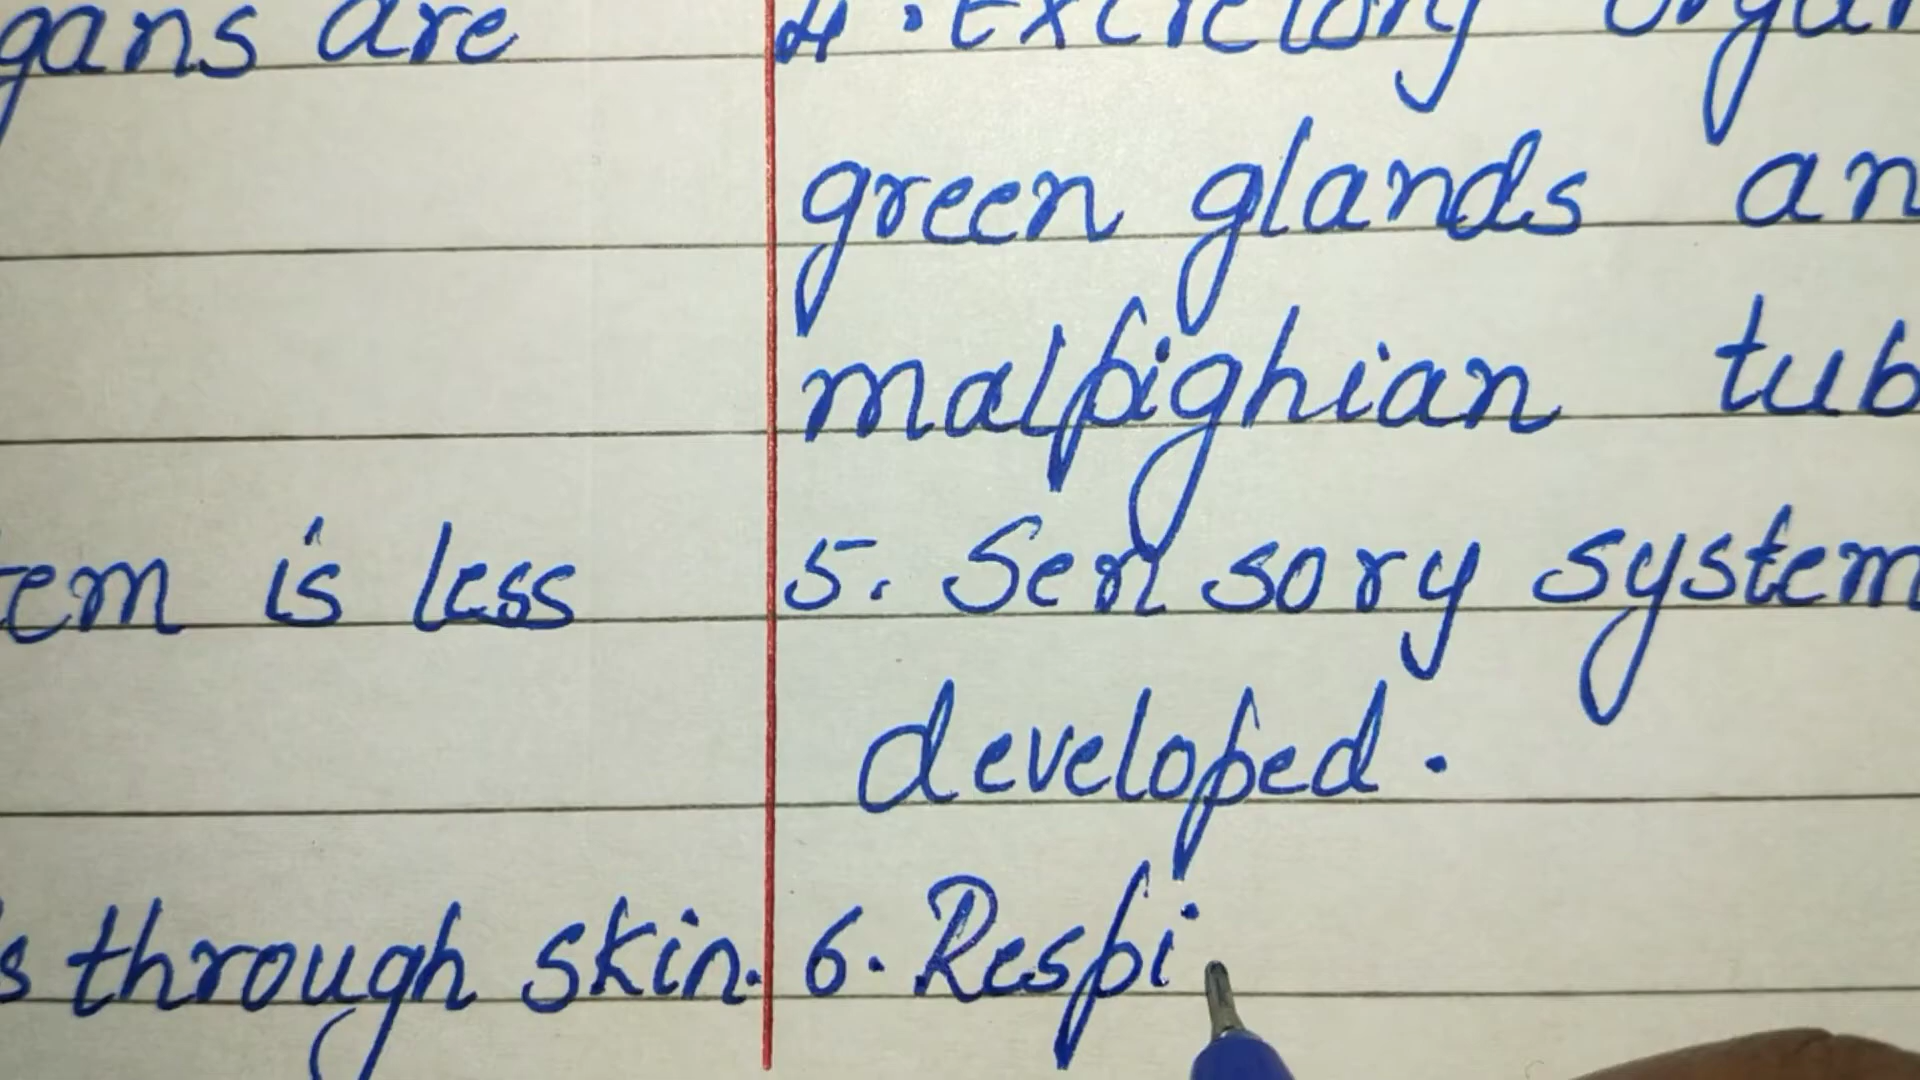 gans are
4. Excretory organ
green glands an
malpighian tub
tem is less
5. Sensory system
developed.
s through skin.
6. Respi